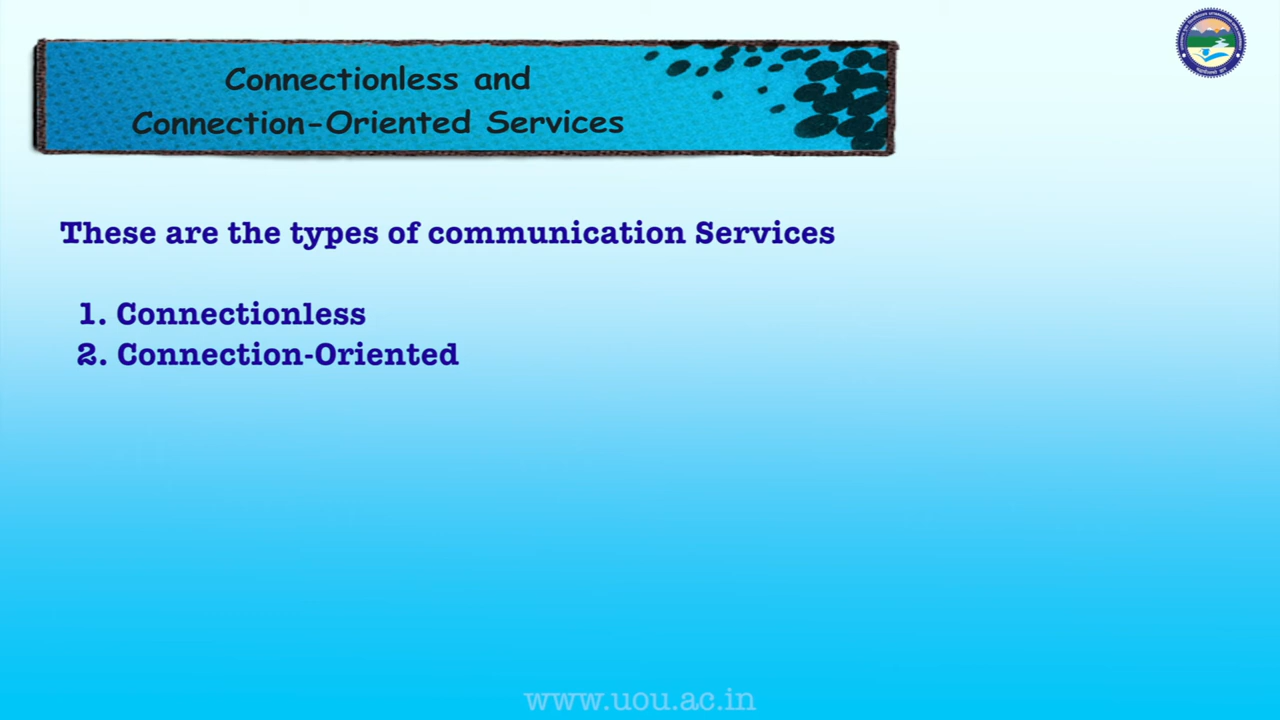 Connectionless and
Connection-Oriented Services
These are the types of communication Services
1. Connectionless
2. Connection-Oriented
www.uou.ac.in